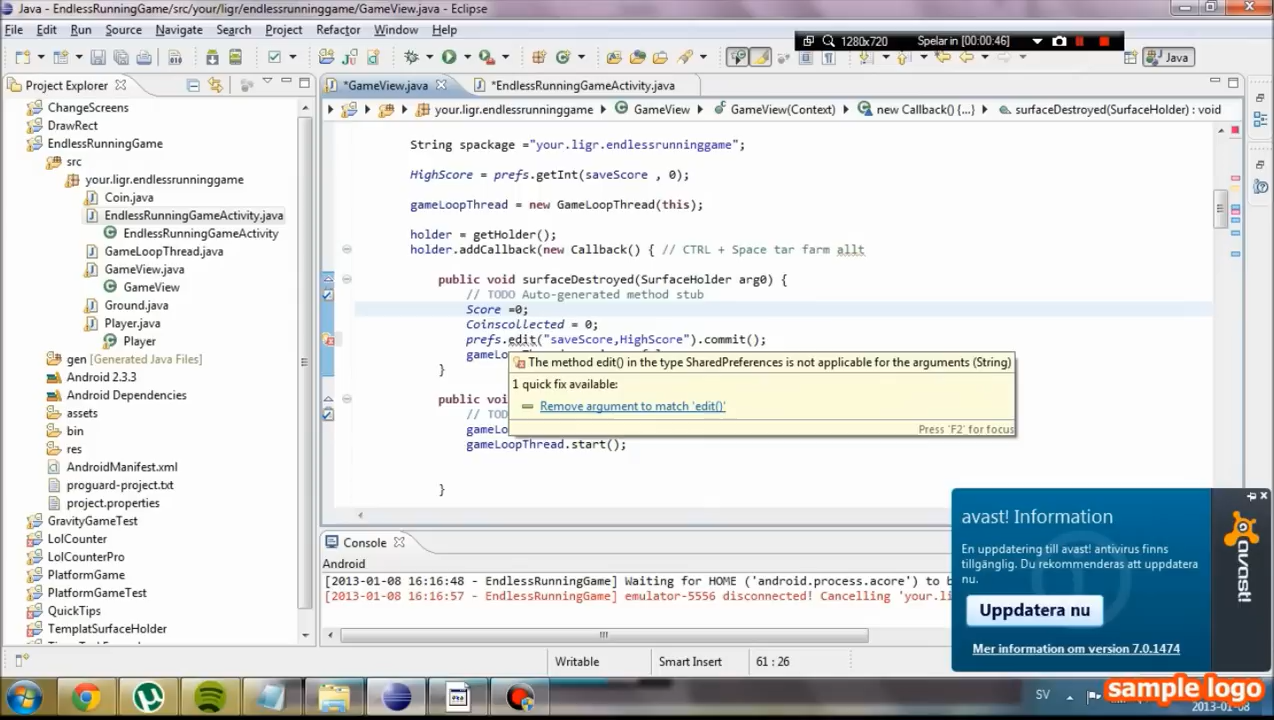 Java - EndlessRunningGame/src/your/ligr/endlessrunninggame/GameView.java - Eclipse
File Edit Run Source Navigate Search Project Refactor Window Help
1280x720 Spelar in [00:00:46]
Java
Project Explorer
*GameView.java
*EndlessRunningGameActivity.java
your.ligr.endlessrunninggame GameView GameView(Context) new Callback() {...} surfaceDestroyed(SurfaceHolder) : void
ChangeScreens
DrawRect
EndlessRunningGame
src
your.ligr.endlessrunninggame
Coin.java
EndlessRunningGameActivity.java
EndlessRunningGameActivity
GameLoopThread.java
GameView.java
GameView
Ground.java
Player.java
Player
gen [Generated Java Files]
Android 2.3.3
Android Dependencies
assets
bin
res
AndroidManifest.xml
proguard-project.txt
project.properties
GravityGameTest
LolCounter
LolCounterPro
PlatformGame
PlatformGameTest
QuickTips
TemplatSurfaceHolder
String spackage ="your.ligr.endlessrunninggame";
HighScore = prefs.getInt(saveScore , 0);
gameLoopThread = new GameLoopThread(this);
holder = getHolder();
holder.addCallback(new Callback() { // CTRL + Space tar farm allt
public void surfaceDestroyed(SurfaceHolder arg0) {
// TODO Auto-generated method stub
Score =0;
Coinscollected = 0;
prefs.edit("saveScore,HighScore").commit();
gameLo
}
The method edit() in the type SharedPreferences is not applicable for the arguments (String)
1 quick fix available:
Remove argument to match 'edit()'
Press 'F2' for focus
public vo
// TOD
gameLo
gameLoopThread.start();
}
Console
Android
[2013-01-08 16:16:48 - EndlessRunningGame] Waiting for HOME ('android.process.acore') to b
[2013-01-08 16:16:57 - EndlessRunningGame] emulator-5556 disconnected! Cancelling 'your.li
Writable Smart Insert 61 : 26
avast! Information
En uppdatering till avast! antivirus finns
tillgänglig. Du rekommenderas att uppdatera
nu.
Uppdatera nu
Mer information om version 7.0.1474
avast!
SV
sample logo
2013-01-08